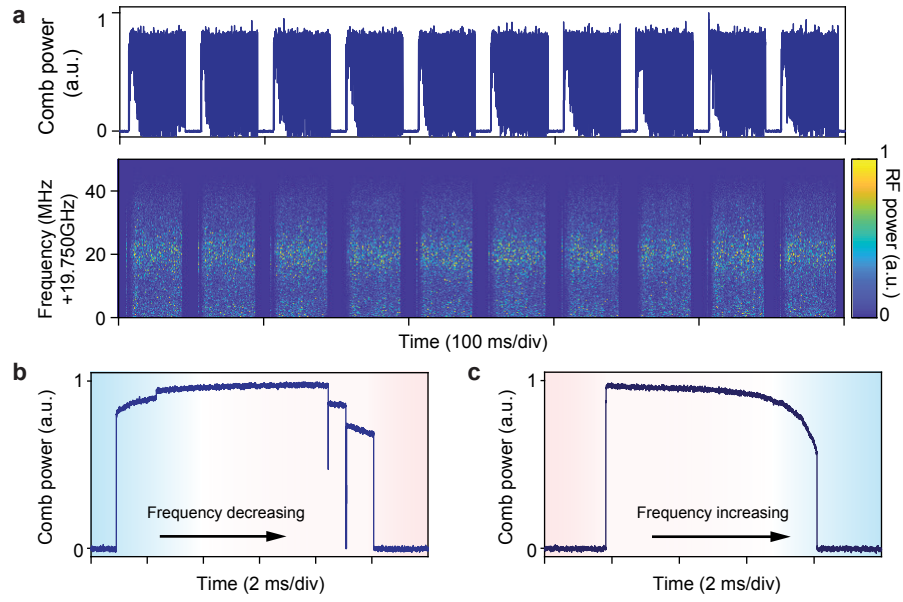 a
1
Comb power
(a.u.)
0
Frequency (MHz
+19.750GHz)
40
20
0
1
RF power (a.u.)
0
Time (100 ms/div)
b
1
Comb power (a.u.)
0
Frequency decreasing
Time (2 ms/div)
c
1
Comb power (a.u.)
0
Frequency increasing
Time (2 ms/div)